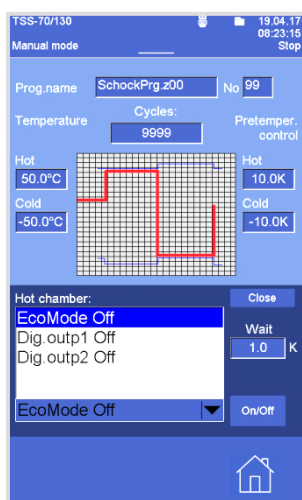 TSS-70/130 19.04.17
08:23:15
Manual mode Stop
Prog.name SchockPrg.z00 No 99
Temperature Cycles: Pretemper.
9999 control
Hot Hot
50.0°C 10.0K
Cold Cold
-50.0°C -10.0K
Hot chamber: Close
EcoMode Off
Dig.outp1 Off Wait
Dig.outp2 Off 1.0 K
EcoMode Off On/Off